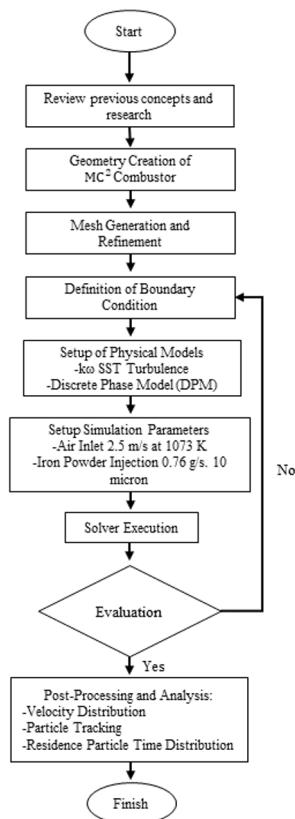 Start
Review previous concepts and
research
Geometry Creation of
MC² Combustor
Mesh Generation and
Refinement
Definition of Boundary
Condition
Setup of Physical Models
-kω SST Turbulence
-Discrete Phase Model (DPM)
Setup Simulation Parameters
-Air Inlet 2.5 m/s at 1073 K
-Iron Powder Injection 0.76 g/s. 10
micron
No
Solver Execution
Evaluation
Yes
Post-Processing and Analysis:
-Velocity Distribution
-Particle Tracking
-Residence Particle Time Distribution
Finish